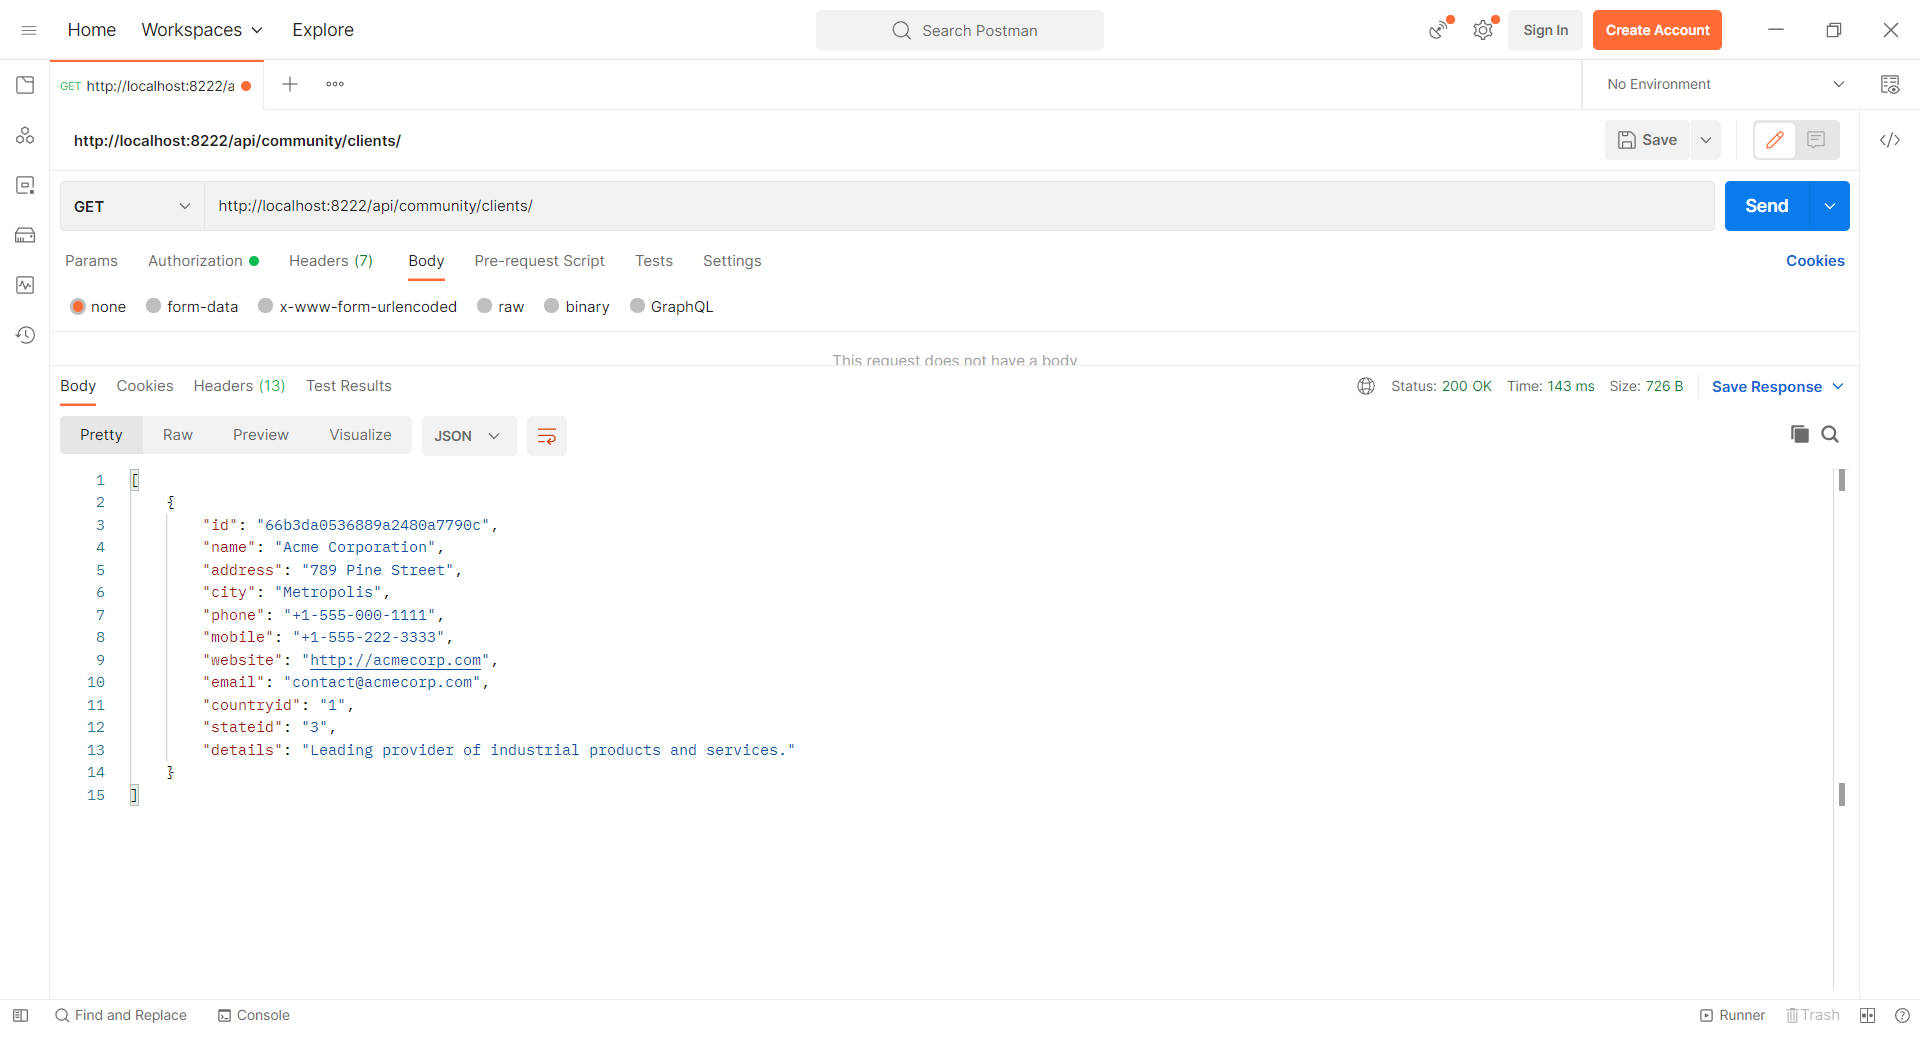 Home Workspaces Explore Search Postman Sign In Create Account
GET http://localhost:8222/a No Environment
http://localhost:8222/api/community/clients/ Save
GET http://localhost:8222/api/community/clients/ Send
Params Authorization Headers (7) Body Pre-request Script Tests Settings Cookies
none form-data x-www-form-urlencoded raw binary GraphQL
This request does not have a body
Body Cookies Headers (13) Test Results Status: 200 OK Time: 143 ms Size: 726 B Save Response
Pretty Raw Preview Visualize JSON
1 [
2 {
3 "id": "66b3da0536889a2480a7790c",
4 "name": "Acme Corporation",
5 "address": "789 Pine Street",
6 "city": "Metropolis",
7 "phone": "+1-555-000-1111",
8 "mobile": "+1-555-222-3333",
9 "website": "http://acmecorp.com",
10 "email": "contact@acmecorp.com",
11 "countryid": "1",
12 "stateid": "3",
13 "details": "Leading provider of industrial products and services."
14 }
15 ]
Find and Replace Console Runner Trash